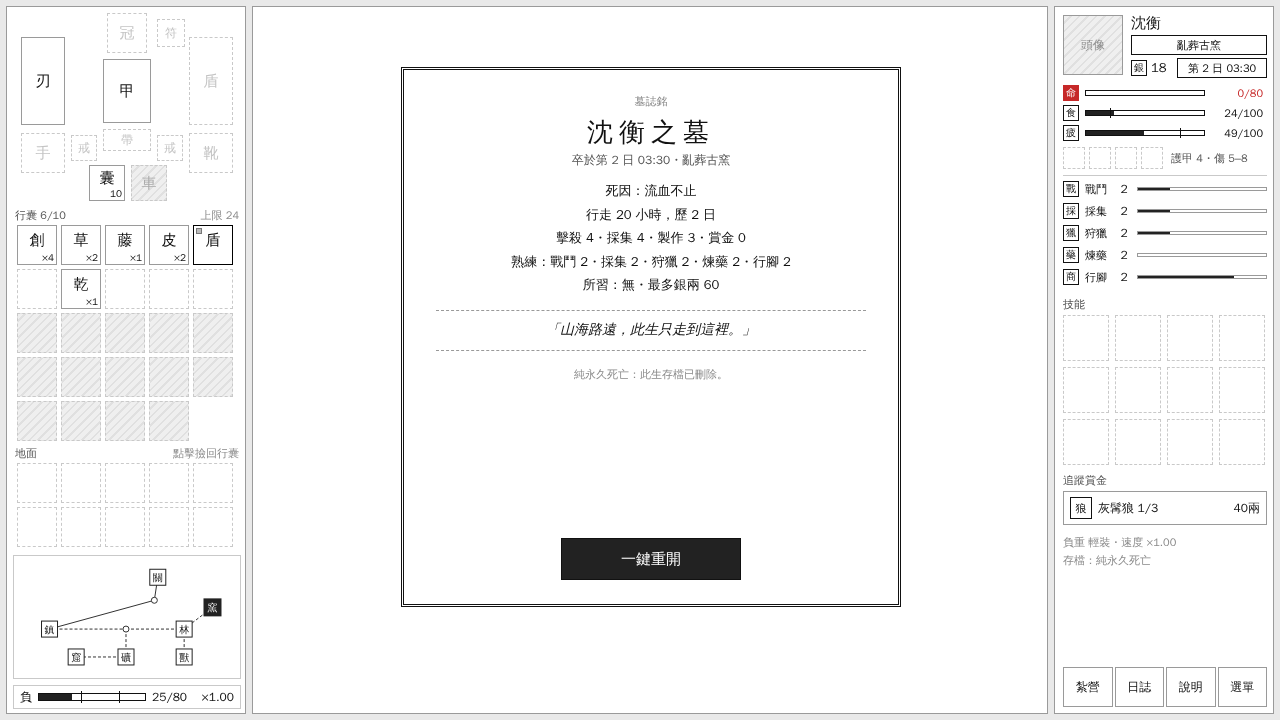 冠
符
刃
甲
盾
手
戒
帶
戒
靴
囊
10
車
行囊 6/10
上限 24
創
×4
草
×2
藤
×1
皮
×2
盾
乾
×1
地面
點擊撿回行囊
關
窯
鎮
林
窟
礦
獸
負
25/80
×1.00
墓誌銘
沈衡之墓
卒於第 2 日 03:30・亂葬古窯
死因：流血不止
行走 20 小時，歷 2 日
擊殺 4・採集 4・製作 3・賞金 0
熟練：戰鬥 2・採集 2・狩獵 2・煉藥 2・行腳 2
所習：無・最多銀兩 60
「山海路遠，此生只走到這裡。」
純永久死亡：此生存檔已刪除。
一鍵重開
頭像
沈衡
亂葬古窯
銀 18
第 2 日 03:30
命
0/80
食
24/100
疲
49/100
護甲 4・傷 5–8
戰 戰鬥 2
採 採集 2
獵 狩獵 2
藥 煉藥 2
商 行腳 2
技能
追蹤賞金
狼 灰髯狼 1/3 40兩
負重 輕裝・速度 ×1.00
存檔：純永久死亡
紮營
日誌
說明
選單